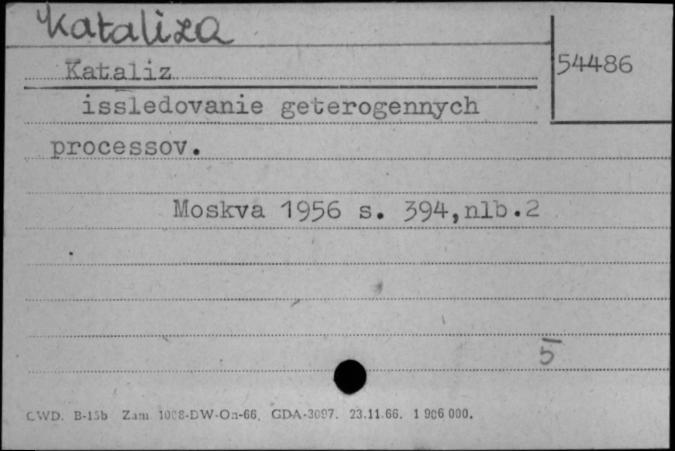 Kataliza
Kataliz
54486
issledovanie geterogennych
processov.
Moskva 1956 s. 394,nlb.2
5
CWD. B-15b Zam. 1008-DW-On-66. GDA-3097. 23.11.66. 1 906 000.